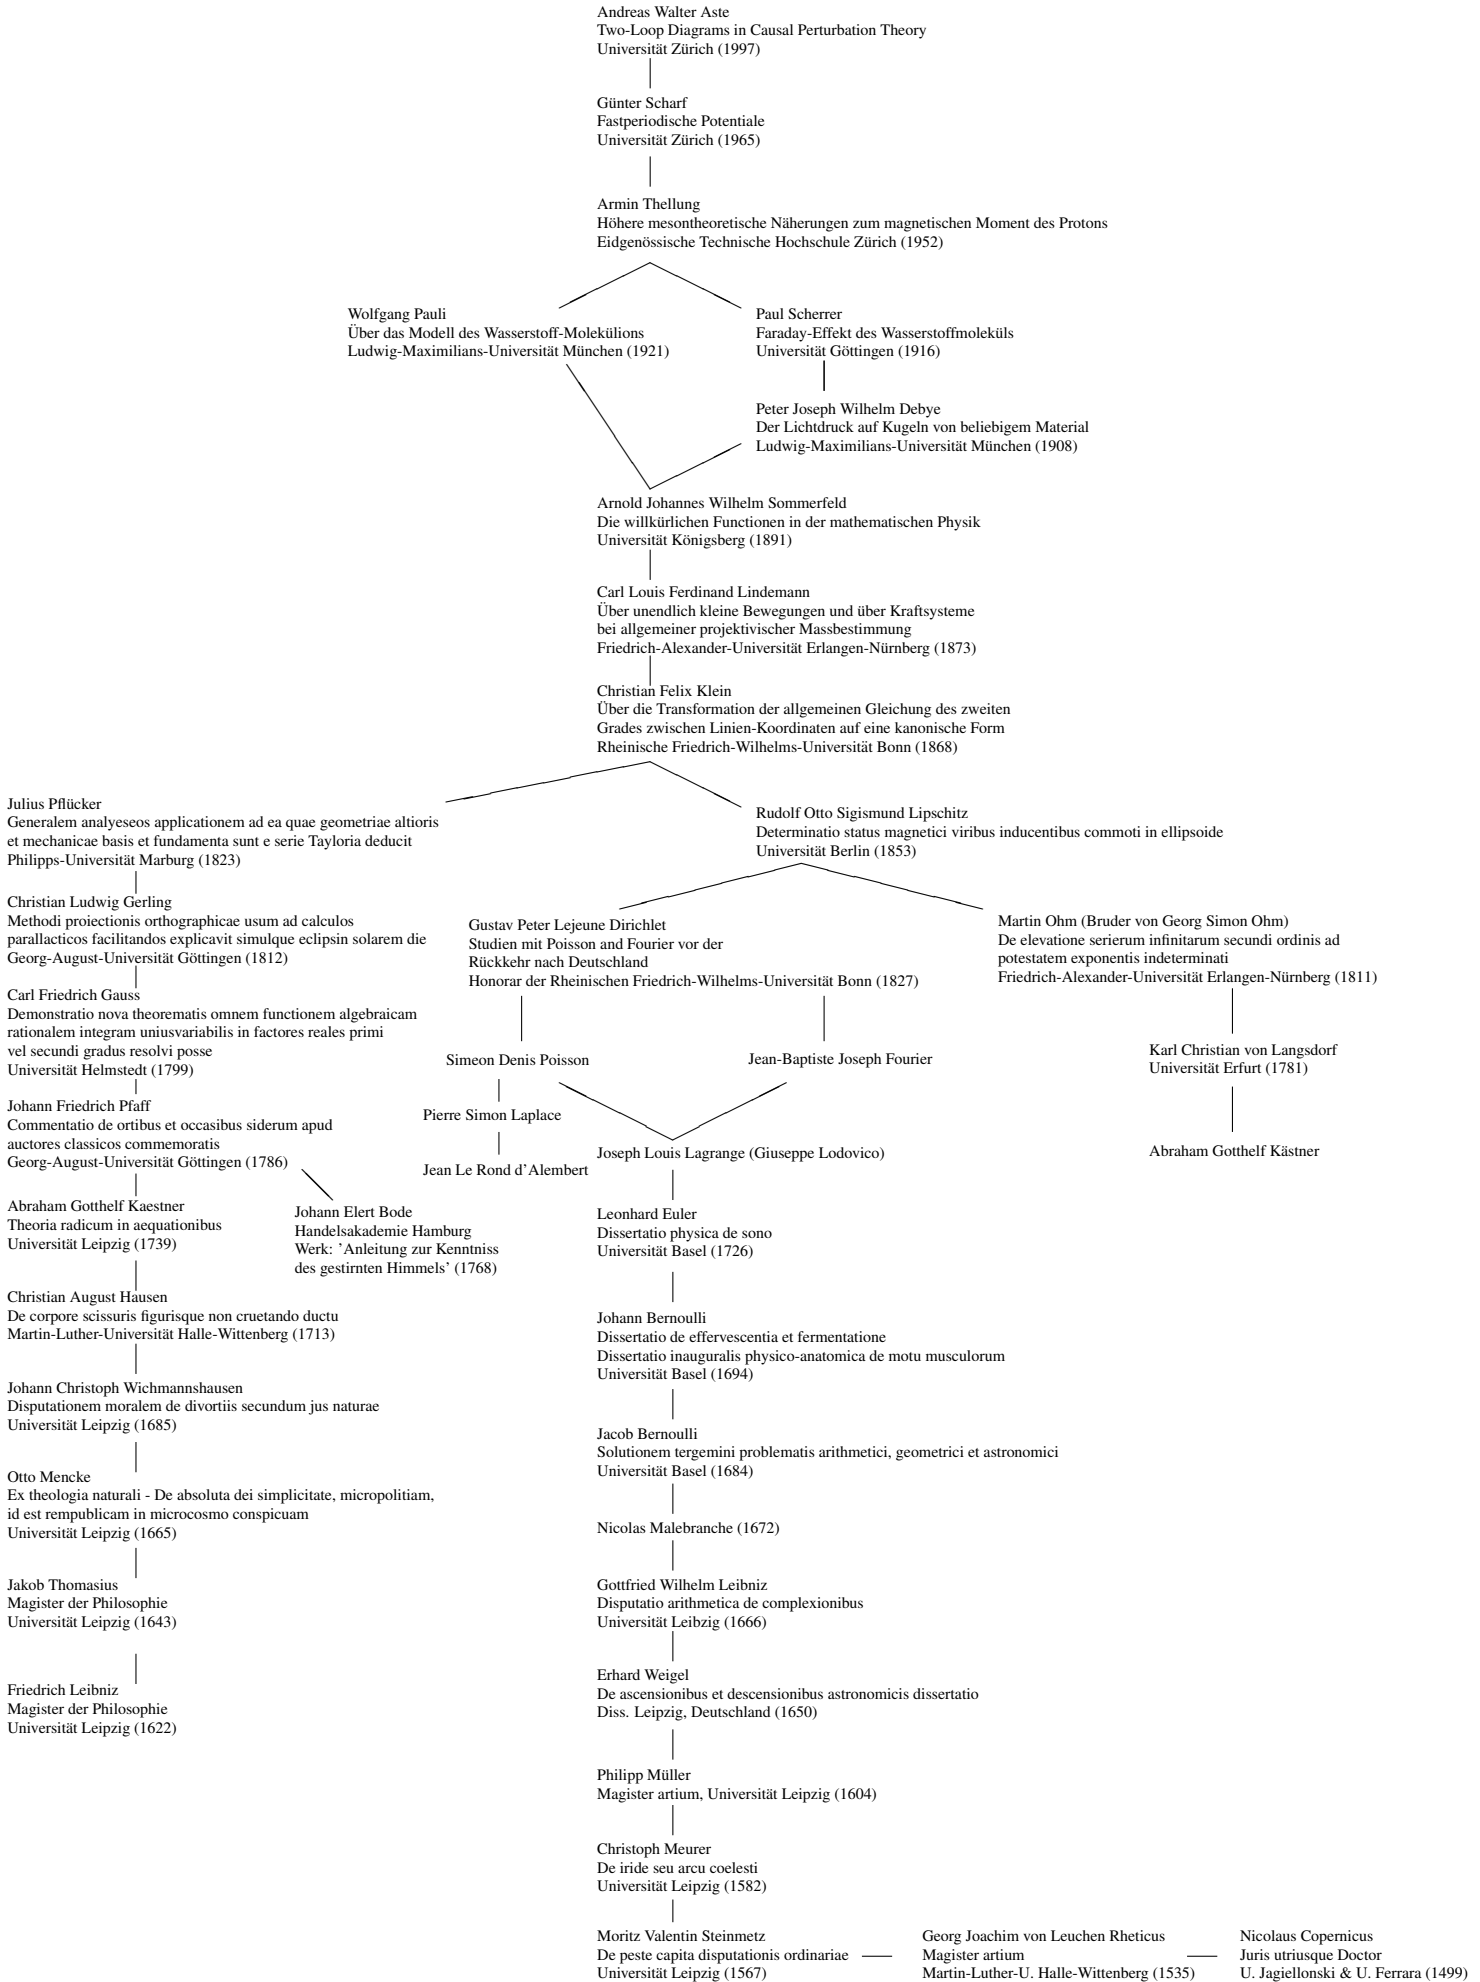 Andreas Walter Aste
Two-Loop Diagrams in Causal Perturbation Theory
Universität Zürich (1997)
Günter Scharf
Fastperiodische Potentiale
Universität Zürich (1965)
Armin Thellung
Höhere mesontheoretische Näherungen zum magnetischen Moment des Protons
Eidgenössische Technische Hochschule Zürich (1952)
Wolfgang Pauli
Über das Modell des Wasserstoff-Molekülions
Ludwig-Maximilians-Universität München (1921)
Paul Scherrer
Faraday-Effekt des Wasserstoffmoleküls
Universität Göttingen (1916)
Peter Joseph Wilhelm Debye
Der Lichtdruck auf Kugeln von beliebigem Material
Ludwig-Maximilians-Universität München (1908)
Arnold Johannes Wilhelm Sommerfeld
Die willkürlichen Functionen in der mathematischen Physik
Universität Königsberg (1891)
Carl Louis Ferdinand Lindemann
Über unendlich kleine Bewegungen und über Kraftsysteme
bei allgemeiner projektivischer Massbestimmung
Friedrich-Alexander-Universität Erlangen-Nürnberg (1873)
Christian Felix Klein
Über die Transformation der allgemeinen Gleichung des zweiten
Grades zwischen Linien-Koordinaten auf eine kanonische Form
Rheinische Friedrich-Wilhelms-Universität Bonn (1868)
Julius Pflücker
Generalem analyeseos applicationem ad ea quae geometriae altioris
et mechanicae basis et fundamenta sunt e serie Tayloria deducit
Philipps-Universität Marburg (1823)
Christian Ludwig Gerling
Methodi proiectionis orthographicae usum ad calculos
parallacticos facilitandos explicavit simulque eclipsin solarem die
Georg-August-Universität Göttingen (1812)
Carl Friedrich Gauss
Demonstratio nova theorematis omnem functionem algebraicam
rationalem integram uniusvariabilis in factores reales primi
vel secundi gradus resolvi posse
Universität Helmstedt (1799)
Johann Friedrich Pfaff
Commentatio de ortibus et occasibus siderum apud
auctores classicos commemoratis
Georg-August-Universität Göttingen (1786)
Abraham Gotthelf Kaestner
Theoria radicum in aequationibus
Universität Leipzig (1739)
Johann Elert Bode
Handelsakademie Hamburg
Werk: ’Anleitung zur Kenntniss
des gestirnten Himmels’ (1768)
Christian August Hausen
De corpore scissuris figurisque non cruetando ductu
Martin-Luther-Universität Halle-Wittenberg (1713)
Johann Christoph Wichmannshausen
Disputationem moralem de divortiis secundum jus naturae
Universität Leipzig (1685)
Otto Mencke
Ex theologia naturali - De absoluta dei simplicitate, micropolitiam,
id est rempublicam in microcosmo conspicuam
Universität Leipzig (1665)
Jakob Thomasius
Magister der Philosophie
Universität Leipzig (1643)
Friedrich Leibniz
Magister der Philosophie
Universität Leipzig (1622)
Rudolf Otto Sigismund Lipschitz
Determinatio status magnetici viribus inducentibus commoti in ellipsoide
Universität Berlin (1853)
Gustav Peter Lejeune Dirichlet
Studien mit Poisson and Fourier vor der
Rückkehr nach Deutschland
Honorar der Rheinischen Friedrich-Wilhelms-Universität Bonn (1827)
Martin Ohm (Bruder von Georg Simon Ohm)
De elevatione serierum infinitarum secundi ordinis ad
potestatem exponentis indeterminati
Friedrich-Alexander-Universität Erlangen-Nürnberg (1811)
Simeon Denis Poisson
Jean-Baptiste Joseph Fourier
Karl Christian von Langsdorf
Universität Erfurt (1781)
Pierre Simon Laplace
Jean Le Rond d’Alembert
Joseph Louis Lagrange (Giuseppe Lodovico)
Abraham Gotthelf Kästner
Leonhard Euler
Dissertatio physica de sono
Universität Basel (1726)
Johann Bernoulli
Dissertatio de effervescentia et fermentatione
Dissertatio inauguralis physico-anatomica de motu musculorum
Universität Basel (1694)
Jacob Bernoulli
Solutionem tergemini problematis arithmetici, geometrici et astronomici
Universität Basel (1684)
Nicolas Malebranche (1672)
Gottfried Wilhelm Leibniz
Disputatio arithmetica de complexionibus
Universität Leibzig (1666)
Erhard Weigel
De ascensionibus et descensionibus astronomicis dissertatio
Diss. Leipzig, Deutschland (1650)
Philipp Müller
Magister artium, Universität Leipzig (1604)
Christoph Meurer
De iride seu arcu coelesti
Universität Leipzig (1582)
Moritz Valentin Steinmetz
De peste capita disputationis ordinariae
Universität Leipzig (1567)
Georg Joachim von Leuchen Rheticus
Magister artium
Martin-Luther-U. Halle-Wittenberg (1535)
Nicolaus Copernicus
Juris utriusque Doctor
U. Jagiellonski & U. Ferrara (1499)